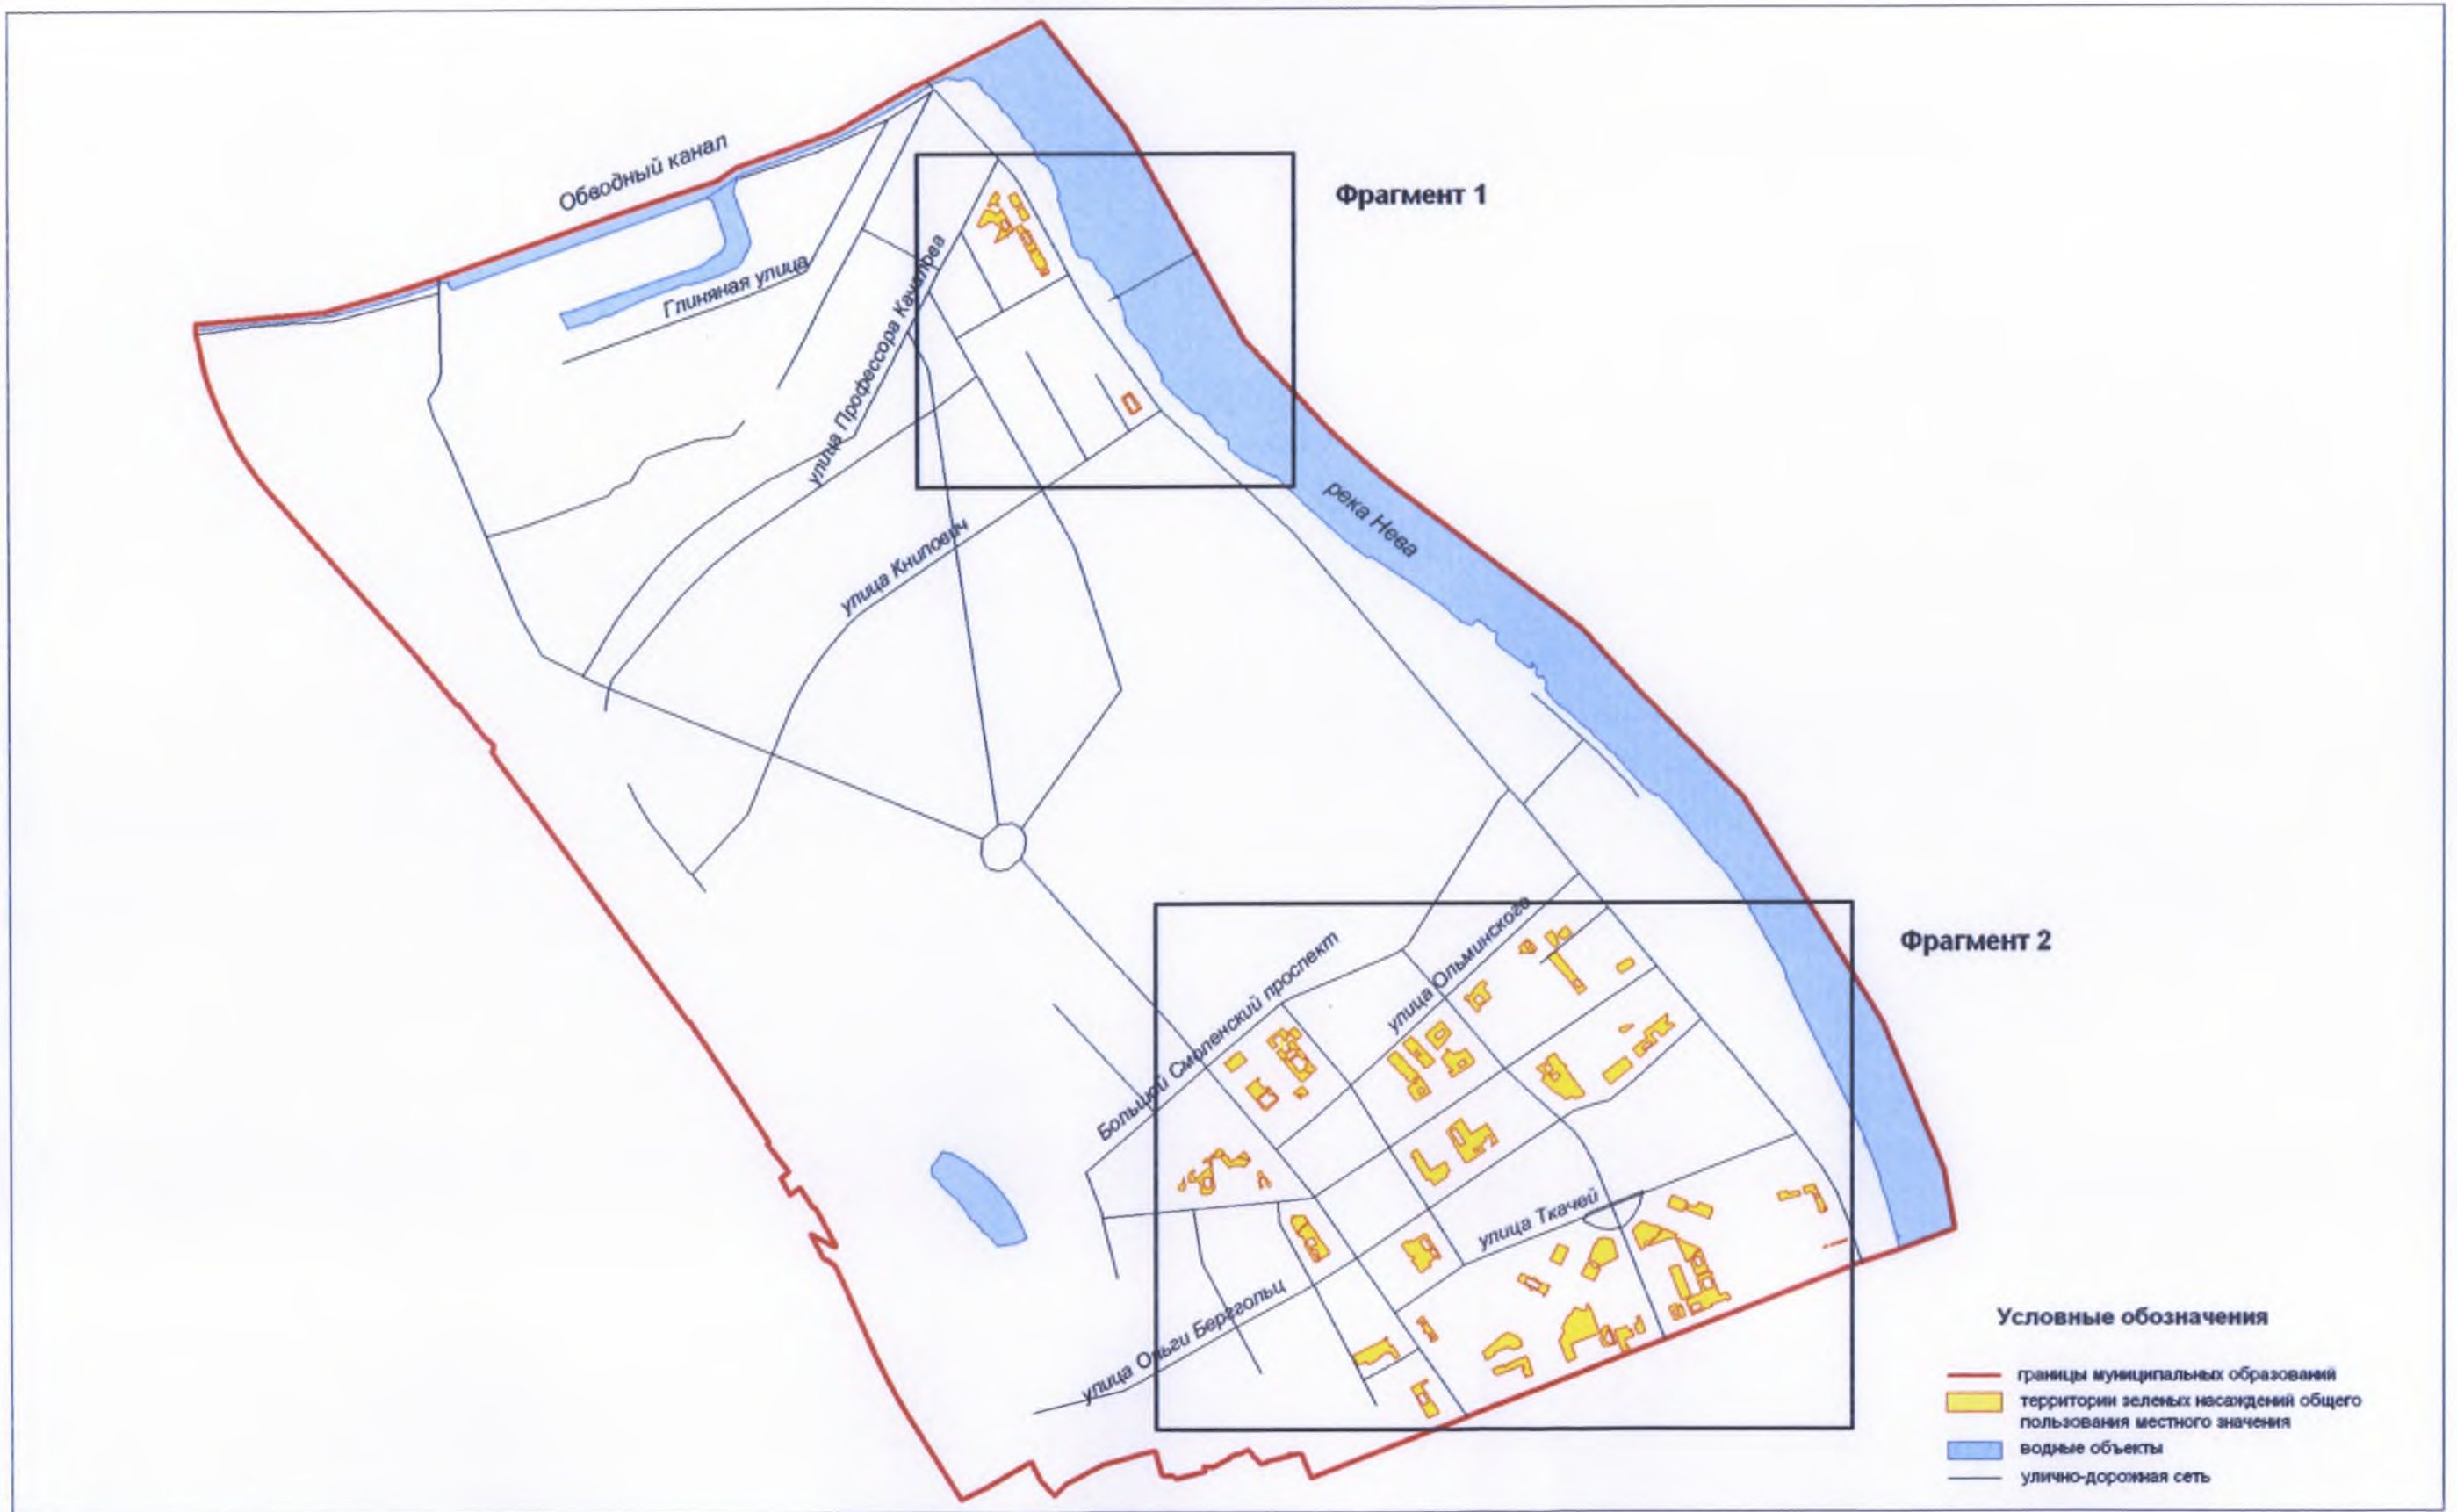 Обводный канал
Фрагмент 1
Глиняная улица
улица Профессора Качалова
река Нева
улица Книпович
Фрагмент 2
Большой Смоленский проспект
улица Ольминского
улица Ткачей
улица Ольги Берггольц
Условные обозначения
границы муниципальных образований
территории зеленых насаждений общего
пользования местного значения
водные объекты
улично-дорожная сеть